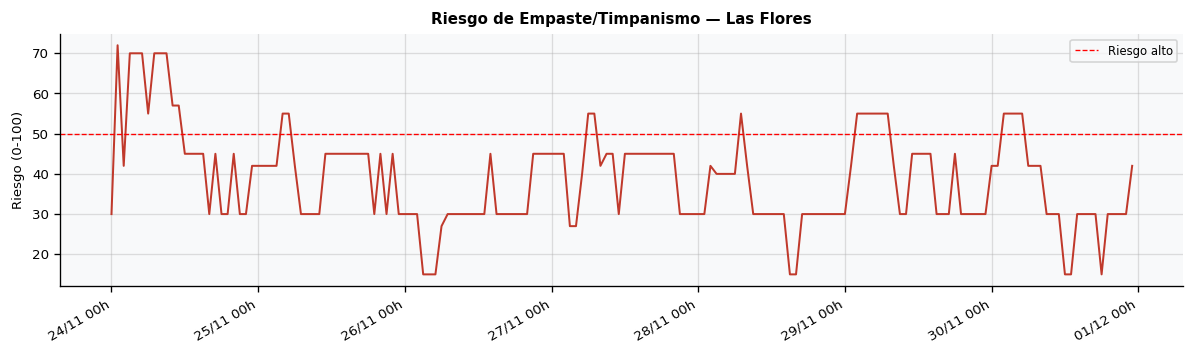 Riesgo de Empaste/Timpanismo — Las Flores
Riesgo alto
Riesgo (0-100)
70
60
50
40
30
20
24/11 00h
25/11 00h
26/11 00h
27/11 00h
28/11 00h
29/11 00h
30/11 00h
01/12 00h